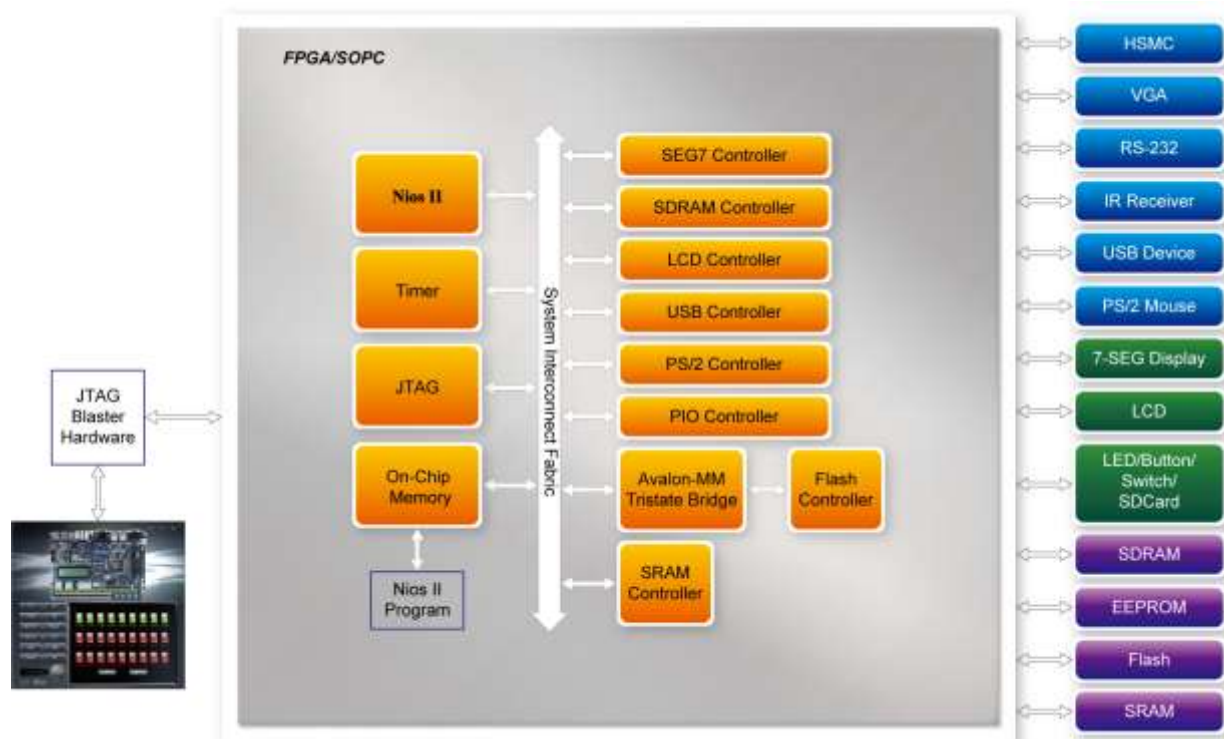 FPGA/SOPC
Nios II
Timer
JTAG
On-Chip
Memory
Nios II
Program
System Interconnect Fabric
SEG7 Controller
SDRAM Controller
LCD Controller
USB Controller
PS/2 Controller
PIO Controller
Avalon-MM
Tristate Bridge
Flash
Controller
SRAM
Controller
JTAG
Blaster
Hardware
HSMC
VGA
RS-232
IR Receiver
USB Device
PS/2 Mouse
7-SEG Display
LCD
LED/Button/
Switch/
SDCard
SDRAM
EEPROM
Flash
SRAM